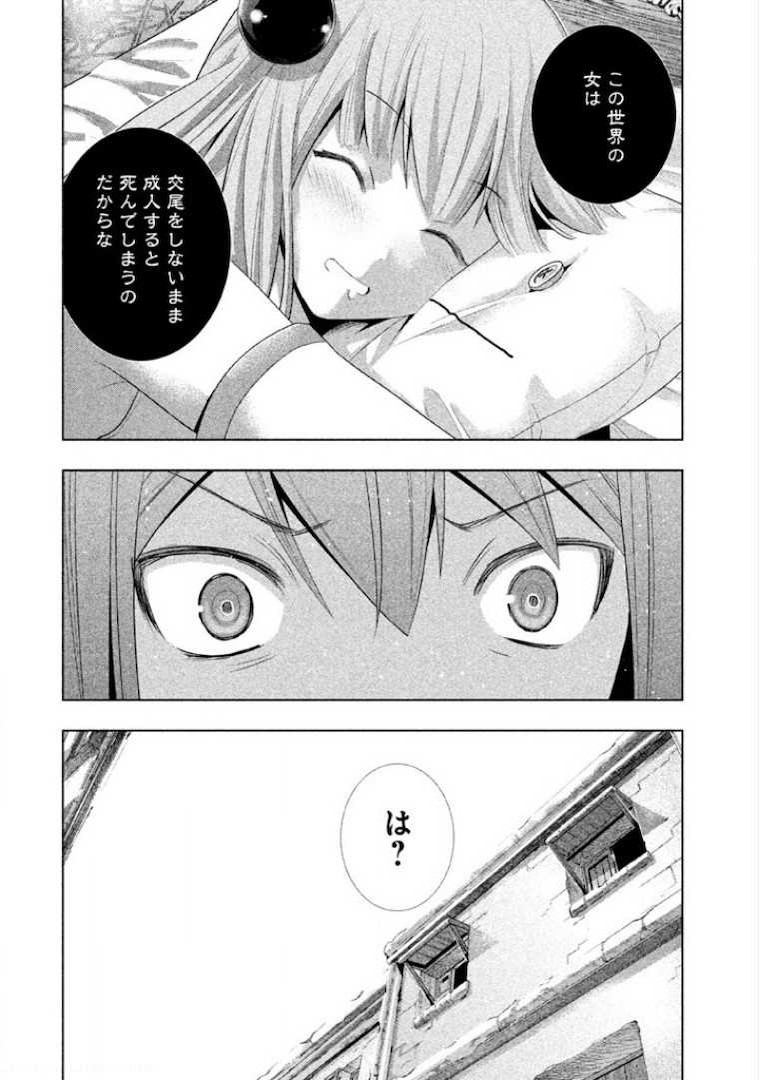 この世界の
女は
交尾をしないまま
成人すると
死んでしまうの
だからな
は？